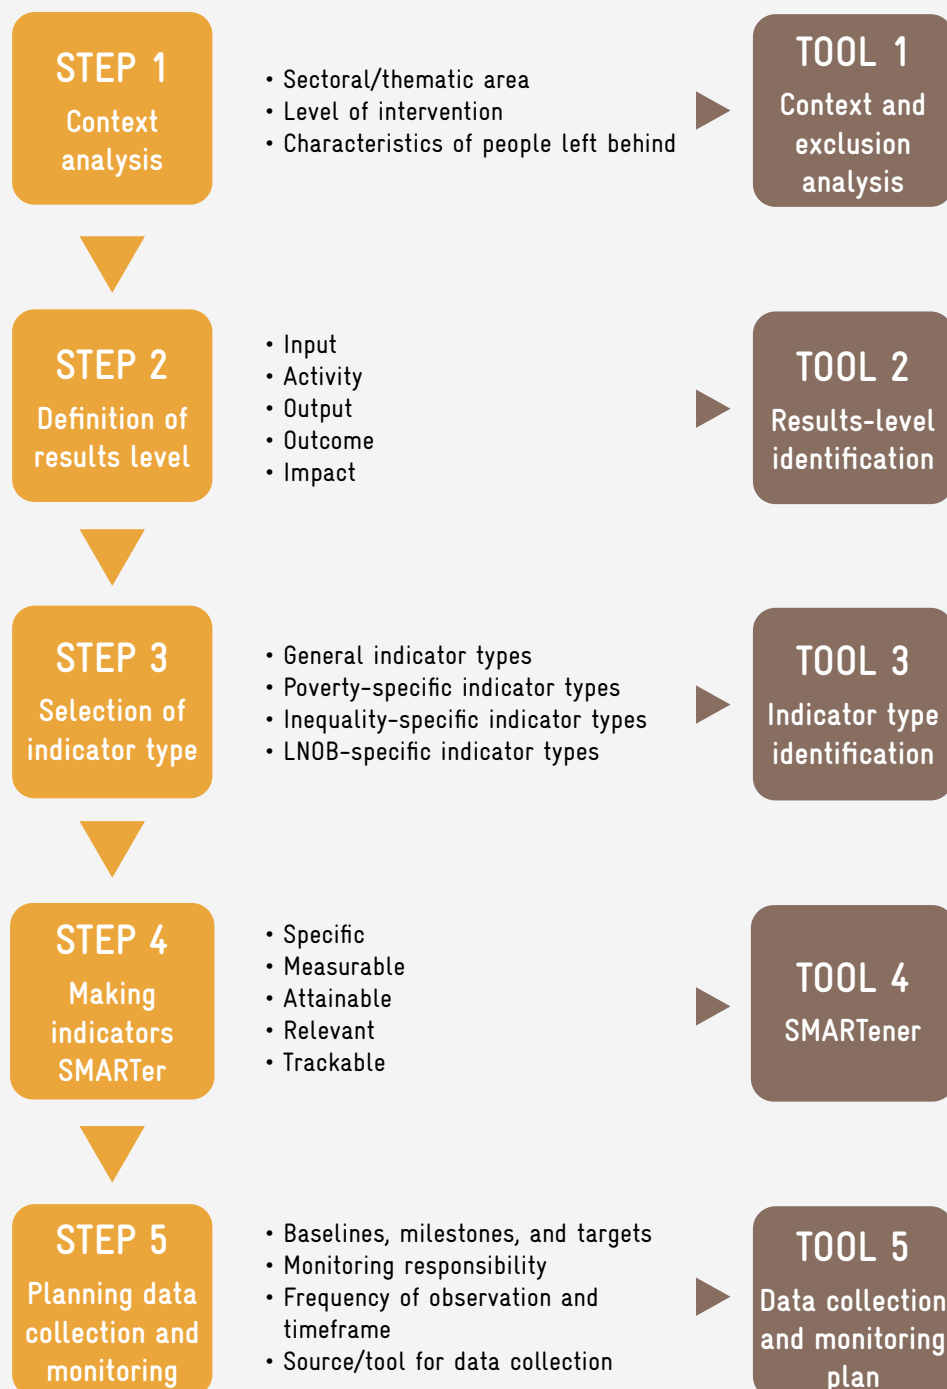 STEP 1
Context
analysis
• Sectoral/thematic area
• Level of intervention
• Characteristics of people left behind
TOOL 1
Context and
exclusion
analysis
STEP 2
Definition of
results level
• Input
• Activity
• Output
• Outcome
• Impact
TOOL 2
Results-level
identification
STEP 3
Selection of
indicator type
• General indicator types
• Poverty-specific indicator types
• Inequality-specific indicator types
• LNOB-specific indicator types
TOOL 3
Indicator type
identification
STEP 4
Making
indicators
SMARTer
• Specific
• Measurable
• Attainable
• Relevant
• Trackable
TOOL 4
SMARTener
STEP 5
Planning data
collection and
monitoring
• Baselines, milestones, and targets
• Monitoring responsibility
• Frequency of observation and
timeframe
• Source/tool for data collection
TOOL 5
Data collection
and monitoring
plan